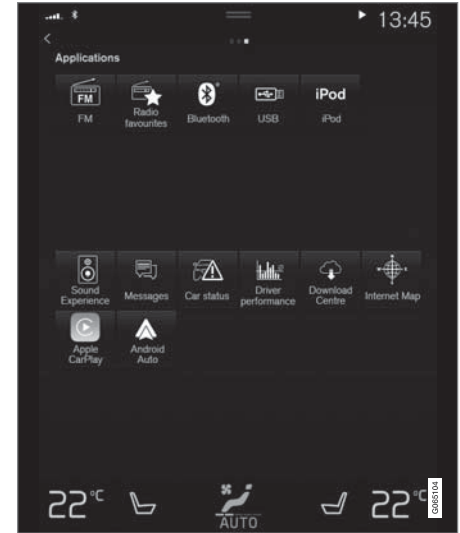 13:45
Applications
FM
iPod
FM
Radio
favourites
Bluetooth
USB
iPod
Sound
Experience
Messages
Car status
Driver
performance
Download
Centre
Internet Map
Apple
CarPlay
Android
Auto
22°C
AUTO
22°C
G065104